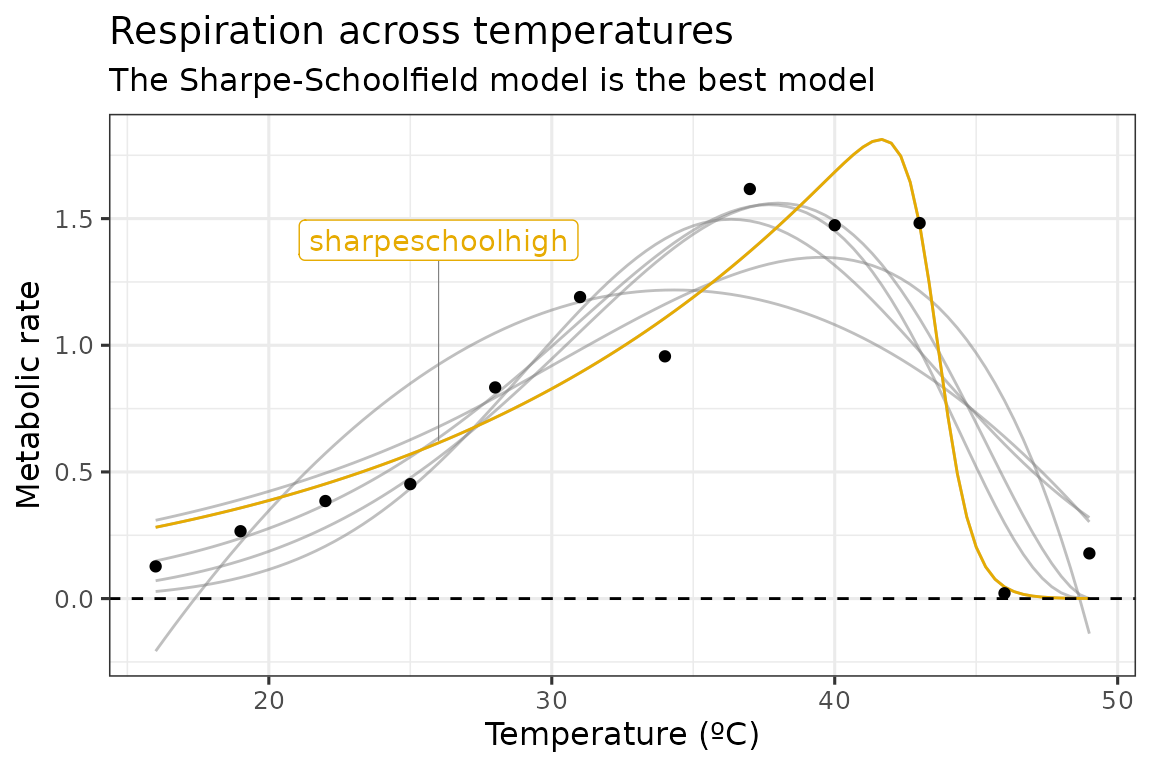 Respiration across temperatures
The Sharpe-Schoolfield model is the best model
Metabolic rate
1.5
1.0
0.5
0.0
sharpeschoolhigh
20
30
40
50
Temperature (ºC)